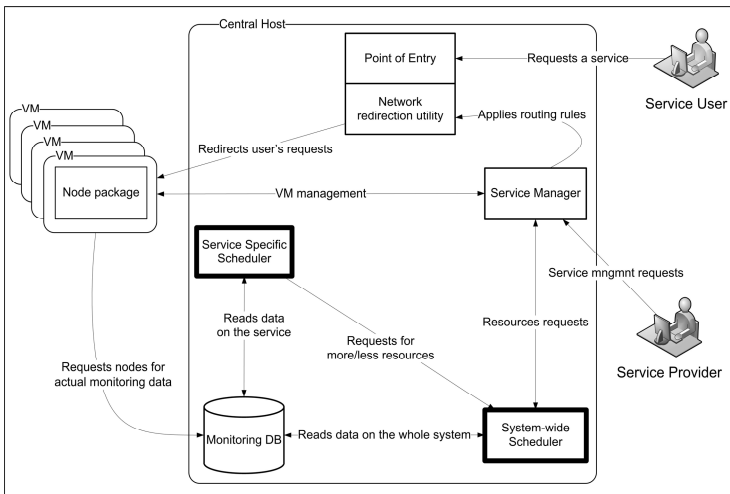 Central Host
Point of Entry
Requests a service
Service User
Network
redirection utility
Applies routing rules
VM
VM
VM
VM
Redirects user's requests
Node package
VM management
Service Manager
Service Specific
Scheduler
Service mngmnt requests
Reads data
on the service
Requests for
more/less resources
Resources requests
Service Provider
Requests nodes for
actual monitoring data
Monitoring DB
Reads data on the whole system
System-wide
Scheduler